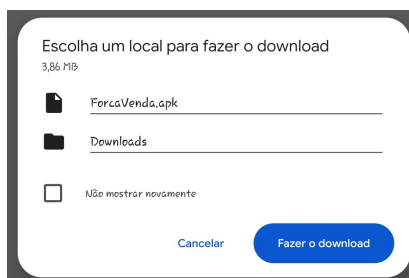 Escolha um local para fazer o download
3,86 MB
ForcaVenda.apk
Downloads
Não mostrar novamente
Cancelar
Fazer o download